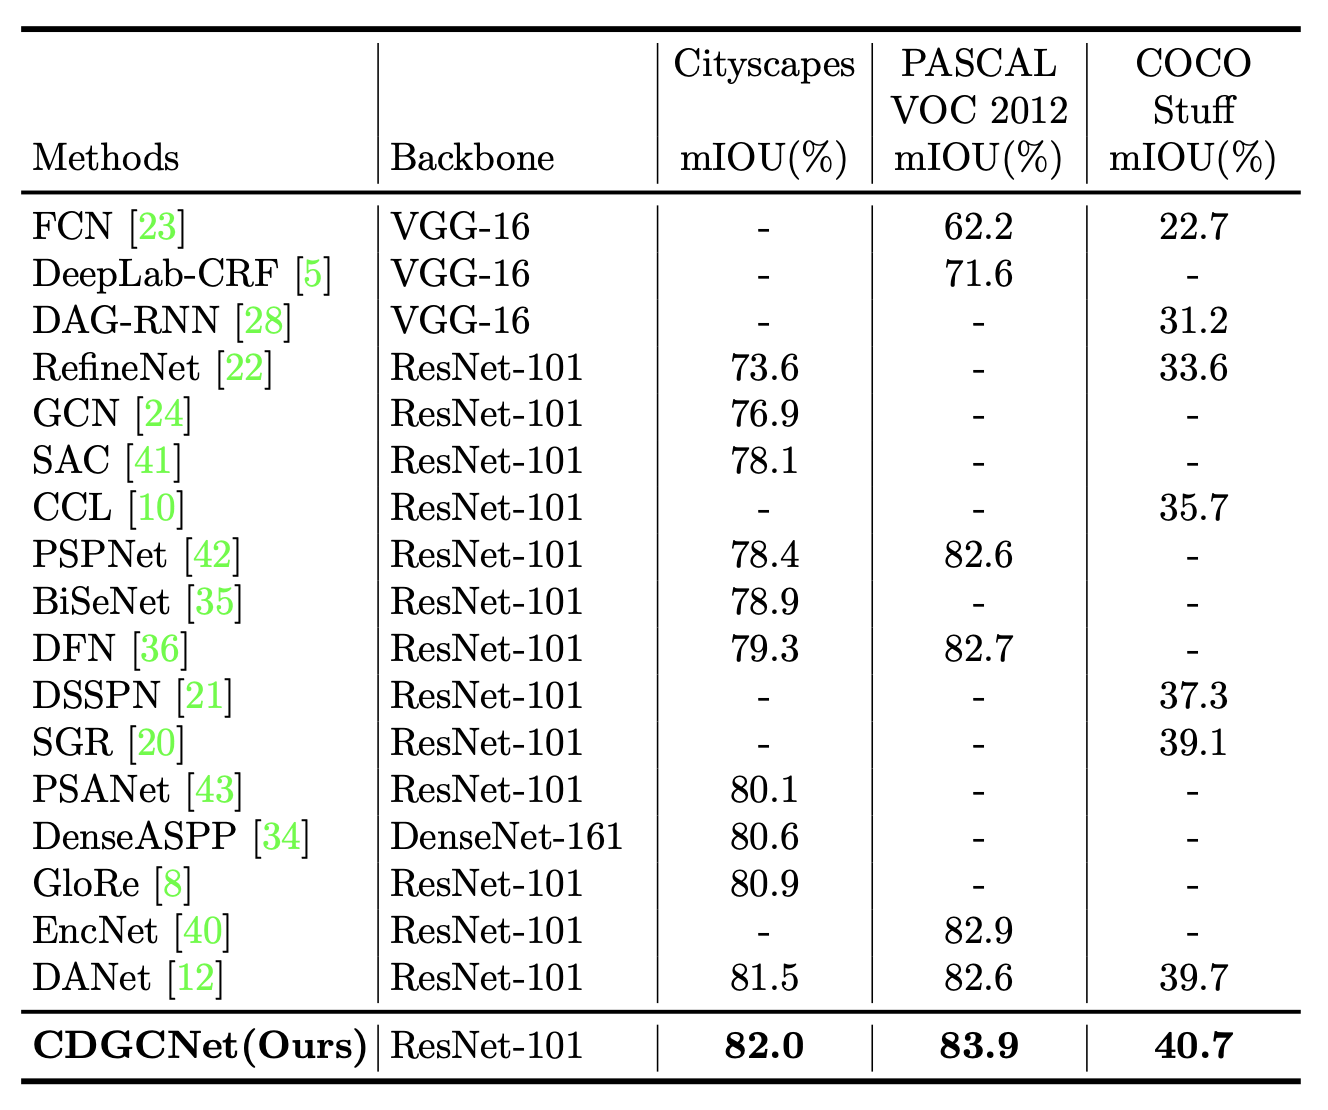 Cityscapes PASCAL COCO
VOC 2012 Stuff
Methods Backbone mIOU(%) mIOU(%) mIOU(%)
FCN [23] VGG-16 - 62.2 22.7
DeepLab-CRF [5] VGG-16 - 71.6 -
DAG-RNN [28] VGG-16 - - 31.2
RefineNet [22] ResNet-101 73.6 - 33.6
GCN [24] ResNet-101 76.9 - -
SAC [41] ResNet-101 78.1 - -
CCL [10] ResNet-101 - - 35.7
PSPNet [42] ResNet-101 78.4 82.6 -
BiSeNet [35] ResNet-101 78.9 - -
DFN [36] ResNet-101 79.3 82.7 -
DSSPN [21] ResNet-101 - - 37.3
SGR [20] ResNet-101 - - 39.1
PSANet [43] ResNet-101 80.1 - -
DenseASPP [34] DenseNet-161 80.6 - -
GloRe [8] ResNet-101 80.9 - -
EncNet [40] ResNet-101 - 82.9 -
DANet [12] ResNet-101 81.5 82.6 39.7
CDGCNet(Ours) ResNet-101 82.0 83.9 40.7